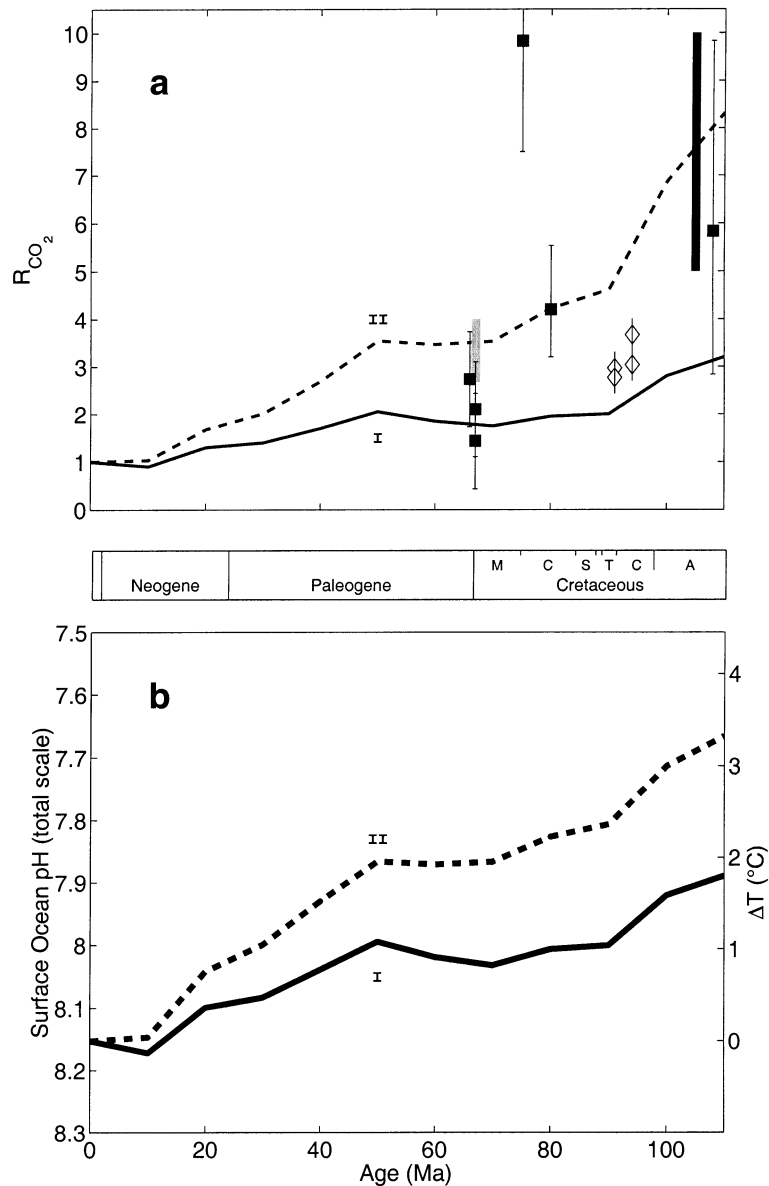 10
a
9
8
7
6
R_CO2
5
II
4
3
2
I
1
0
M C S T C A
Neogene Paleogene Cretaceous
7.5
b
4
7.6
7.7
3
7.8
II
Surface Ocean pH (total scale)
2
ΔT (°C)
7.9
8
1
I
8.1
0
8.2
8.3
0 20 40 60 80 100
Age (Ma)